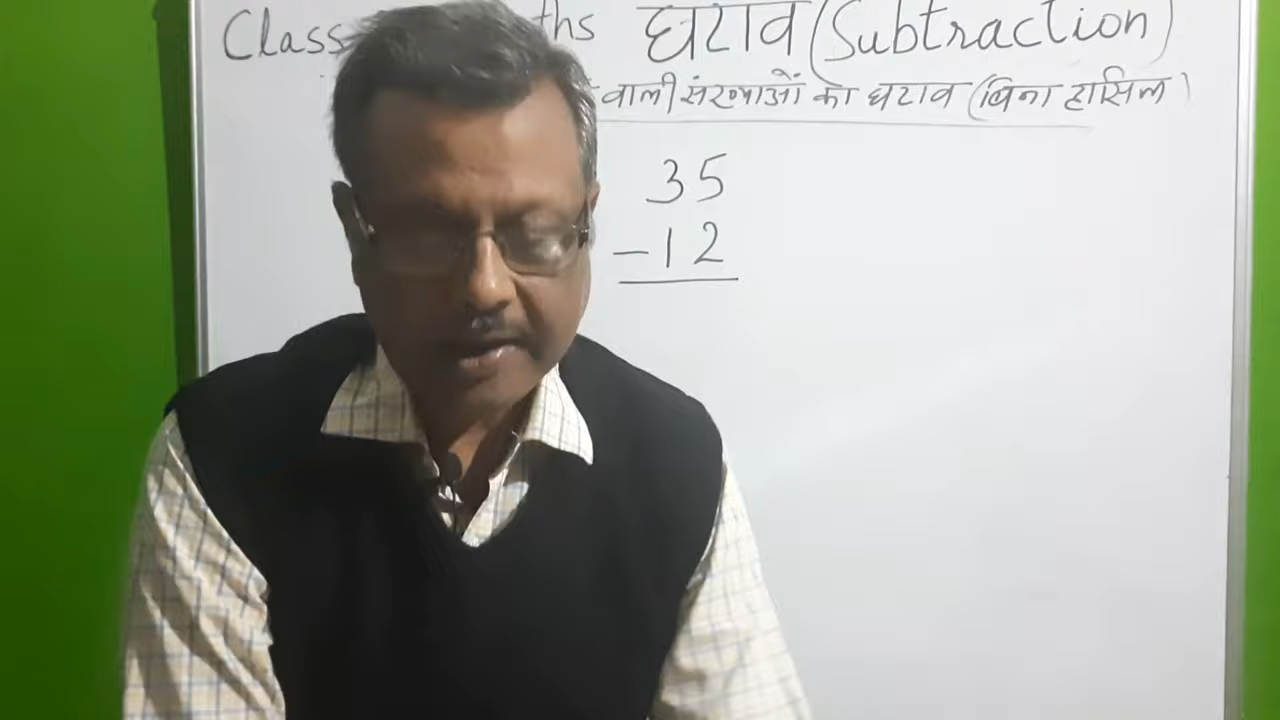 Class ths घटाव (Subtraction)
वाली संख्याओं का घटाव (बिना हासिल)
35
-12